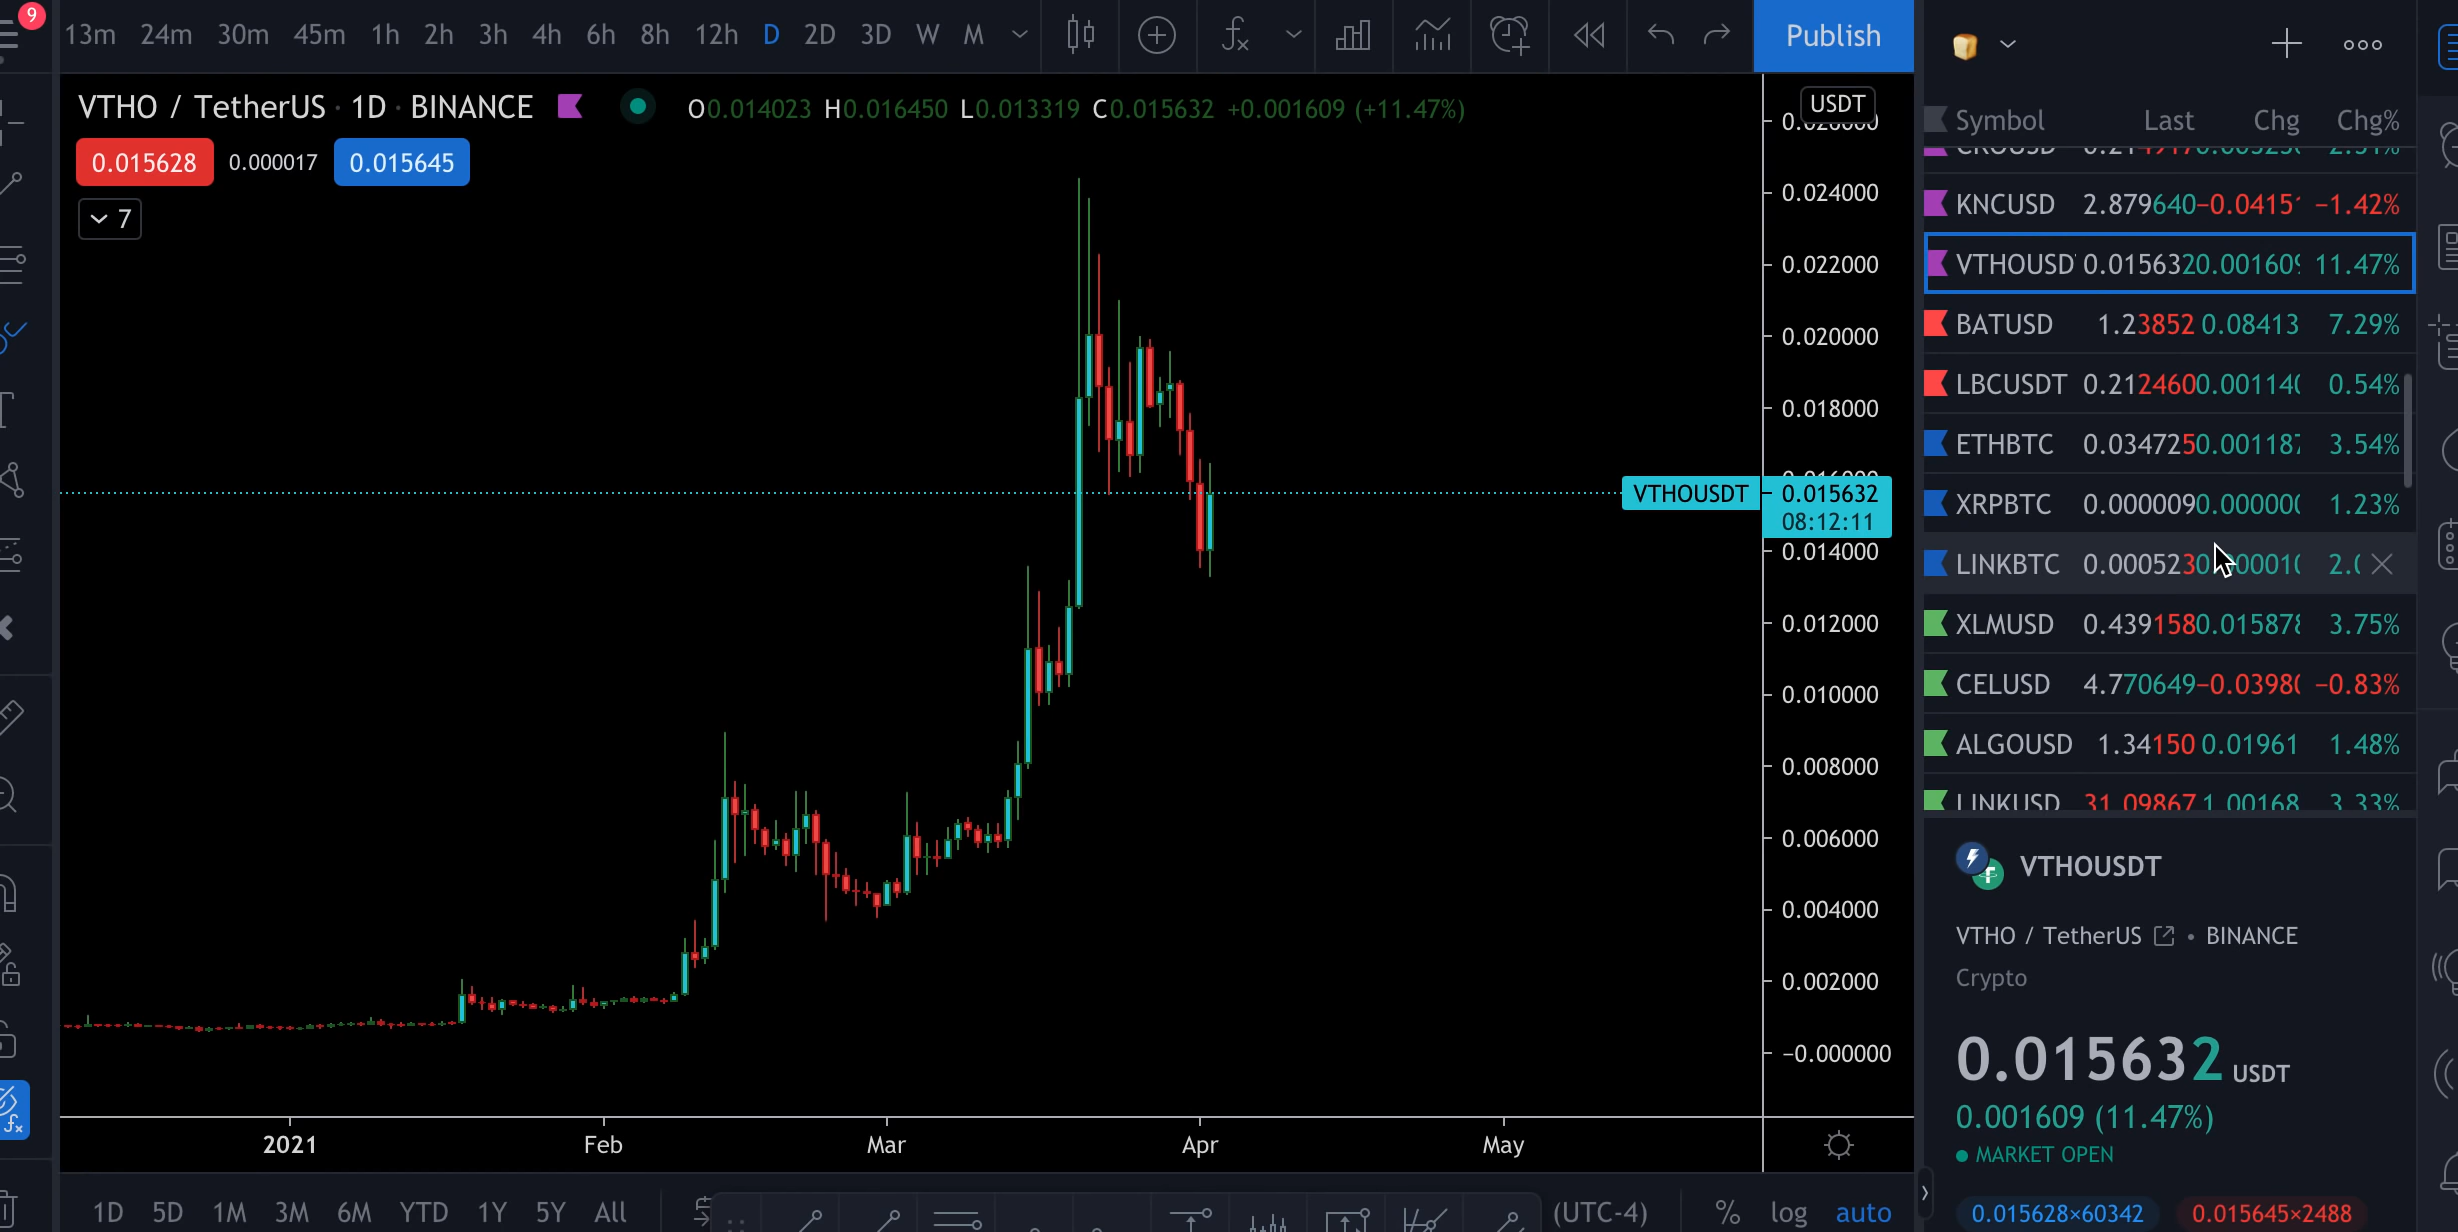 9
13m 24m 30m 45m 1h 2h 3h 4h 6h 8h 12h D 2D 3D W M
Publish
VTHO / TetherUS · 1D · BINANCE
O0.014023 H0.016450 L0.013319 C0.015632 +0.001609 (+11.47%)
0.015628 0.000017 0.015645
7
USDT
0.024000
0.022000
0.020000
0.018000
VTHOUSDT 0.015632
08:12:11
0.014000
0.012000
0.010000
0.008000
0.006000
0.004000
0.002000
−0.000000
2021 Feb Mar Apr May
1D 5D 1M 3M 6M YTD 1Y 5Y All
(UTC-4) % log auto
Symbol Last Chg Chg%
KNCUSD 2.879640 −0.0415 −1.42%
VTHOUSD 0.015632 0.001609 11.47%
BATUSD 1.23852 0.08413 7.29%
LBCUSDT 0.212460 0.00114 0.54%
ETHBTC 0.034725 0.00118 3.54%
XRPBTC 0.000009 0.00000 1.23%
LINKBTC 0.000523
XLMUSD 0.439158 0.01587 3.75%
CELUSD 4.770649 −0.0398 −0.83%
ALGOUSD 1.34150 0.01961 1.48%
LINKUSD 31.09867 1.00168 3.33%
VTHOUSDT
VTHO / TetherUS • BINANCE
Crypto
0.015632 USDT
0.001609 (11.47%)
MARKET OPEN
0.015628×60342 0.015645×2488